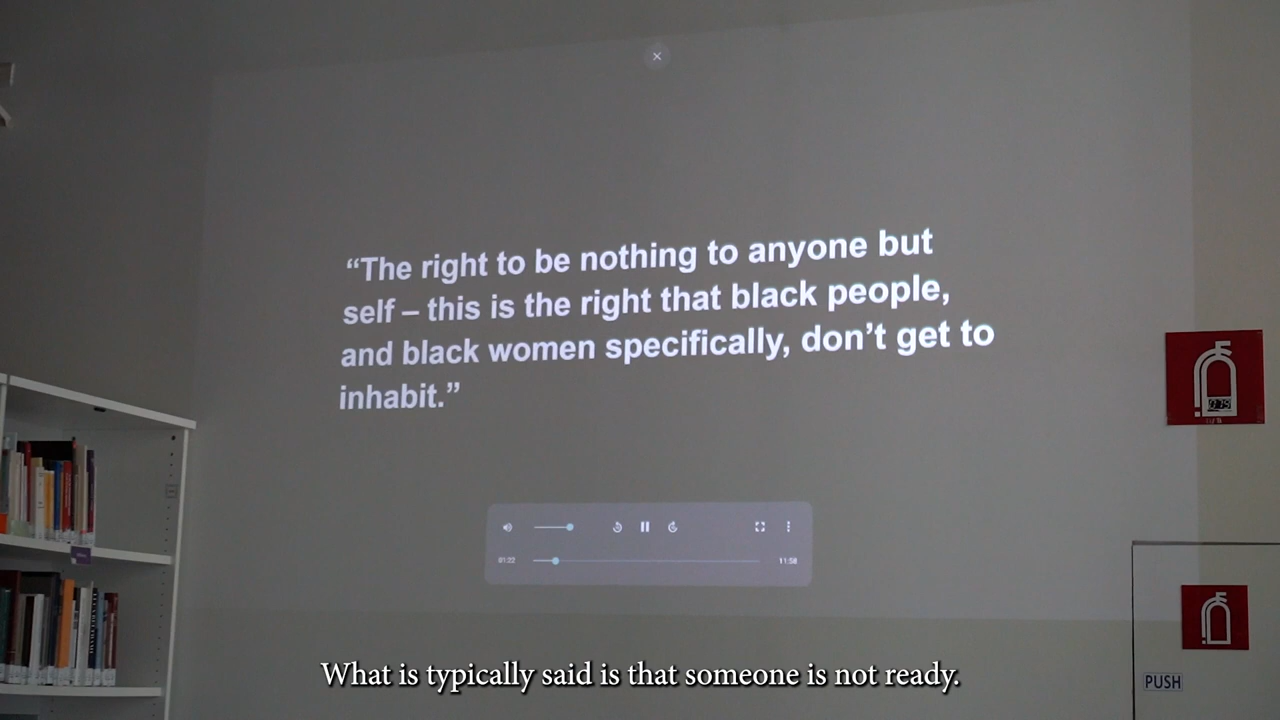 “The right to be nothing to anyone but
self – this is the right that black people,
and black women specifically, don’t get to
inhabit.”
01:22
11:58
PUSH
What is typically said is that someone is not ready.